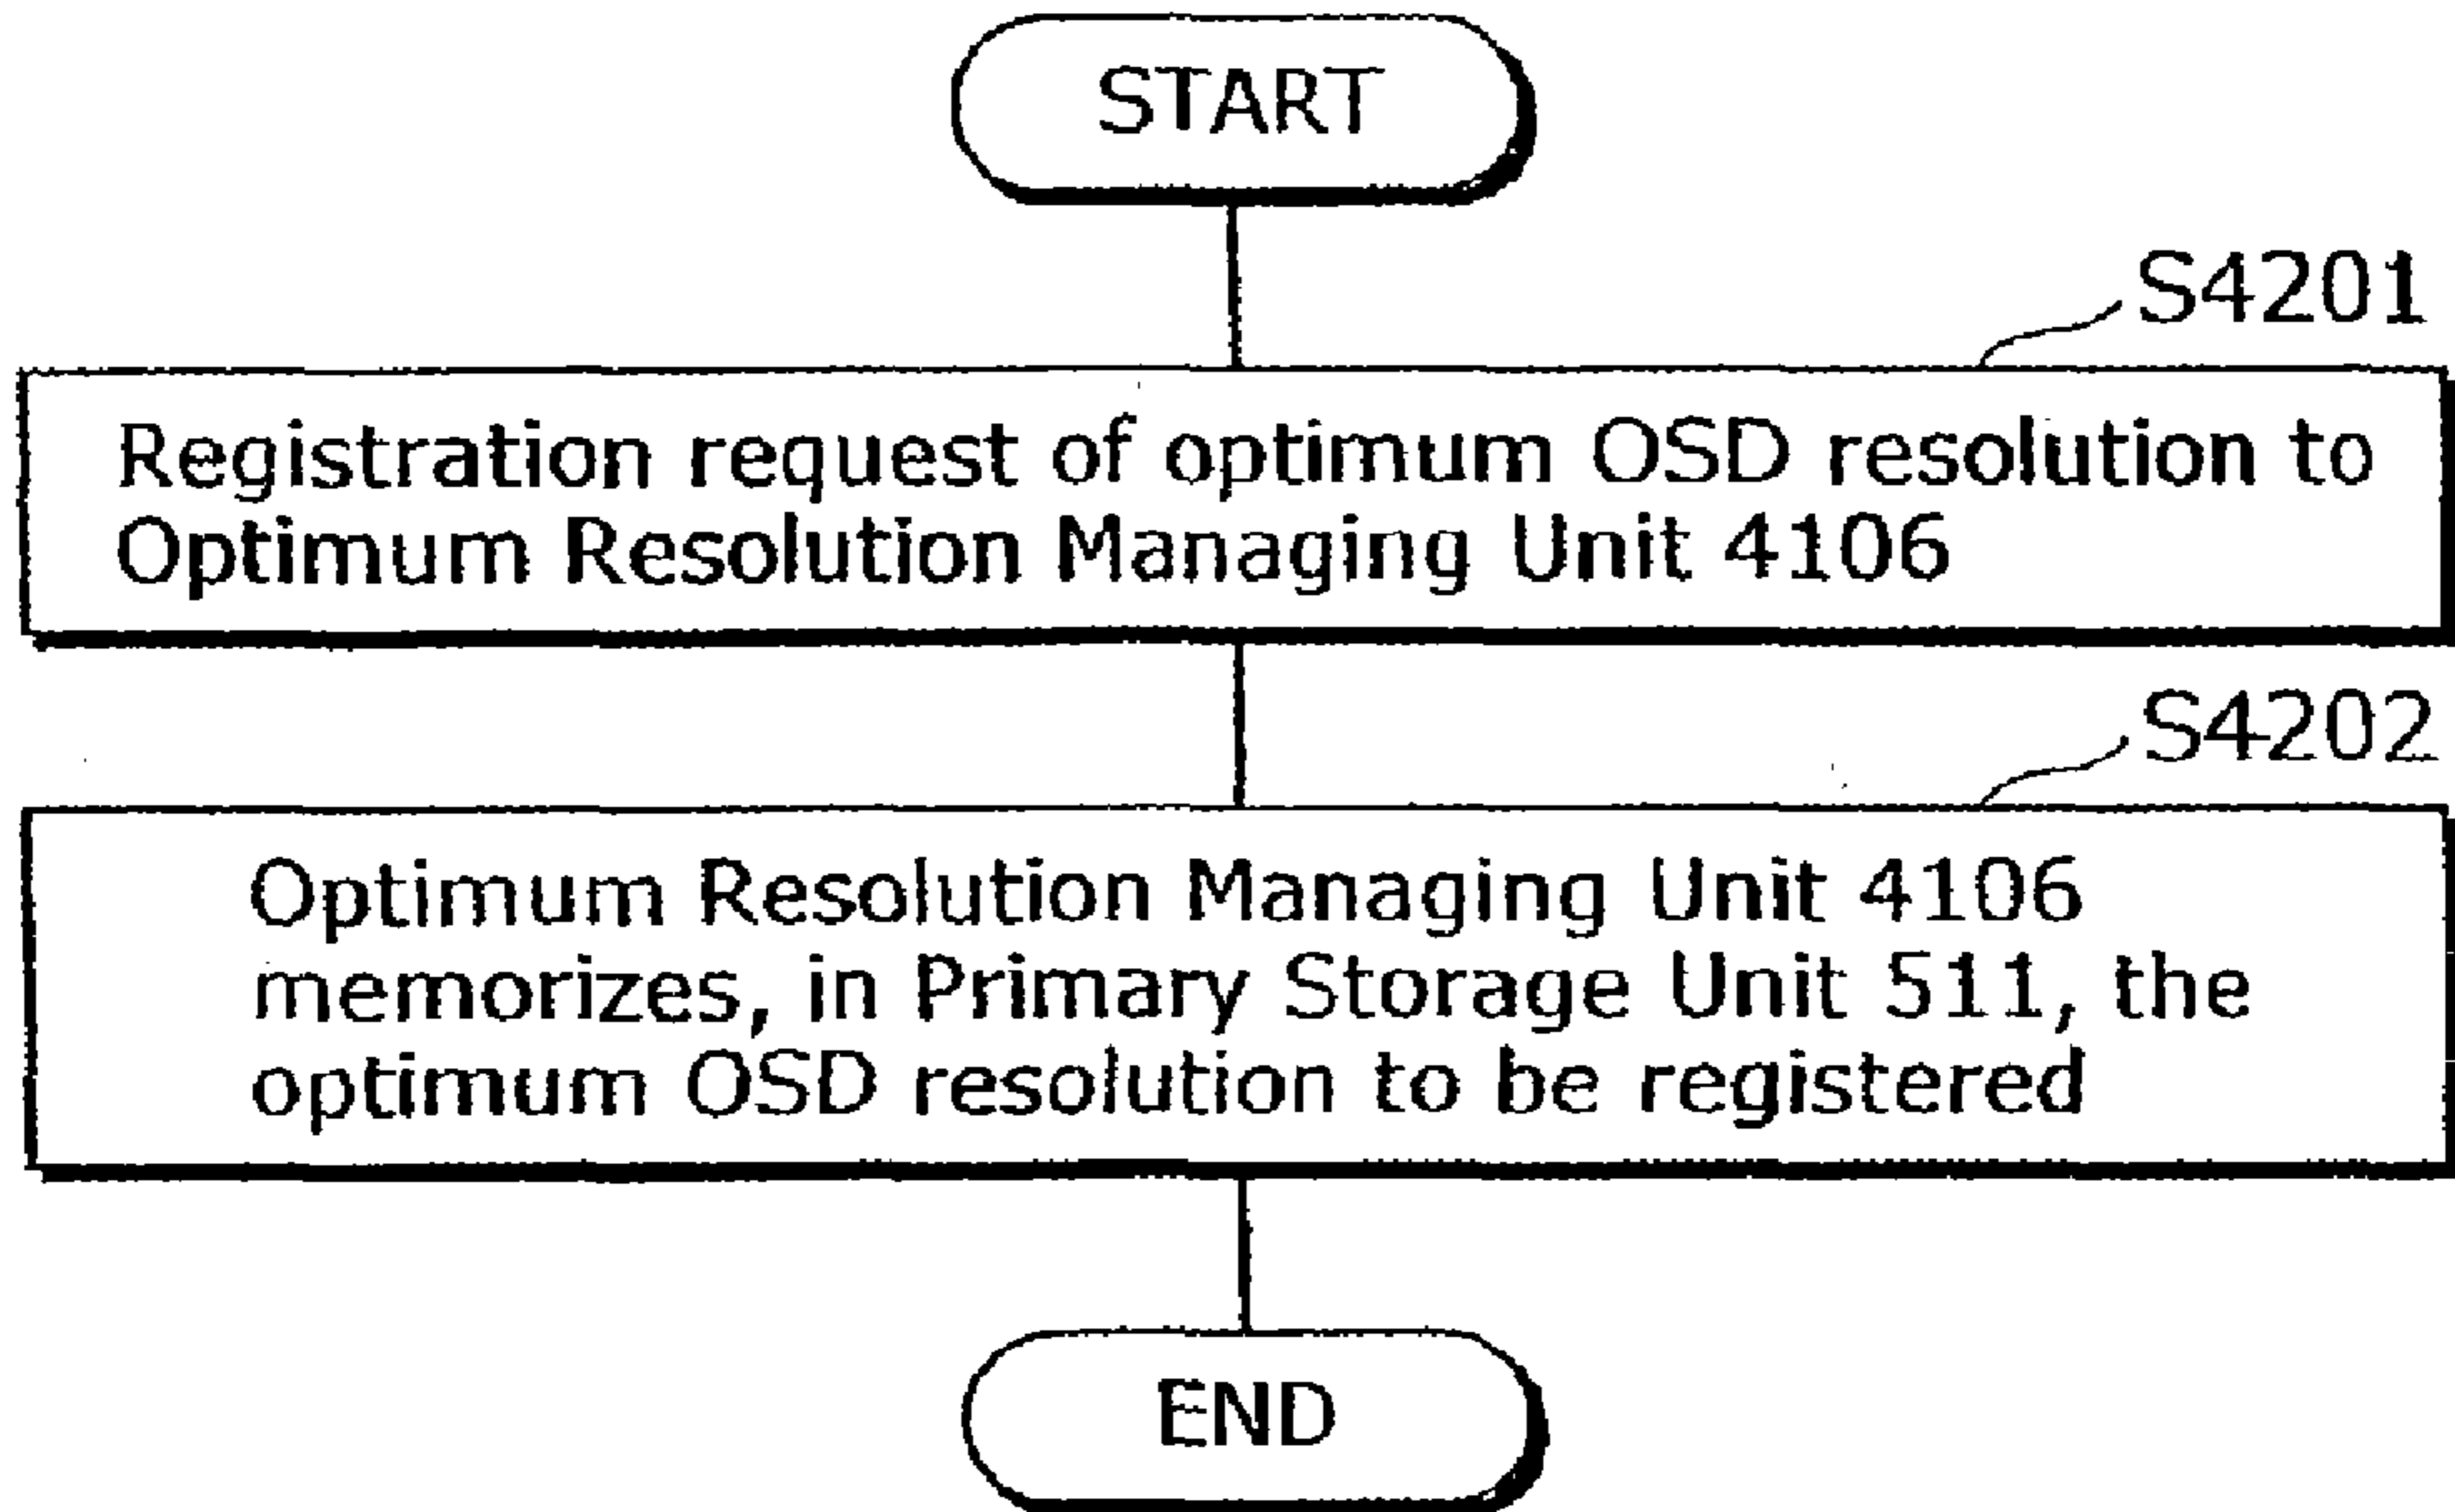 START
S4201
Registration request of optimum OSD resolution to
Optimum Resolution Managing Unit 4106
S4202
Optimum Resolution Managing Unit 4106
memorizes, in Primary Storage Unit 511, the
optimum OSD resolution to be registered
END